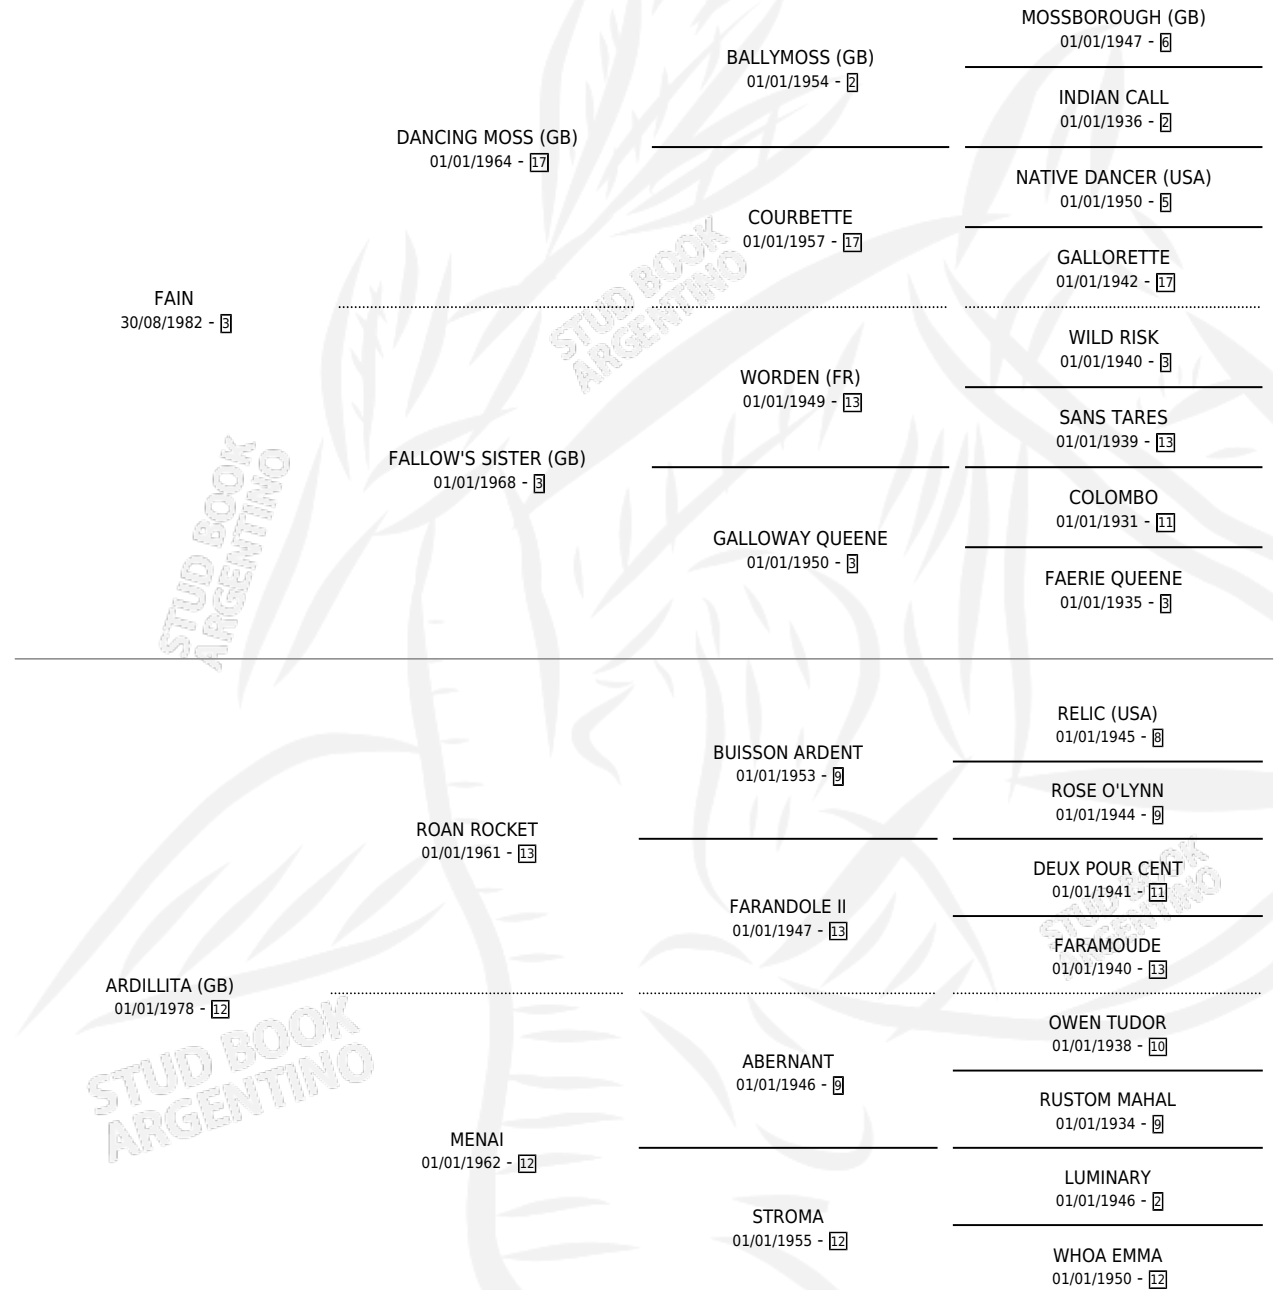 MOSSBOROUGH (GB)
01/01/1947 - 6
BALLYMOSS (GB)
01/01/1954 - 2
INDIAN CALL
01/01/1936 - 2
DANCING MOSS (GB)
01/01/1964 - 17
NATIVE DANCER (USA)
01/01/1950 - 5
COURBETTE
01/01/1957 - 17
GALLORETTE
01/01/1942 - 17
FAIN
30/08/1982 - 3
WILD RISK
01/01/1940 - 3
WORDEN (FR)
01/01/1949 - 13
SANS TARES
01/01/1939 - 13
FALLOW'S SISTER (GB)
01/01/1968 - 3
COLOMBO
01/01/1931 - 11
GALLOWAY QUEENE
01/01/1950 - 3
FAERIE QUEENE
01/01/1935 - 3
STUD BOOK
ARGENTINO
STUD BOOK
ARGENTINO
RELIC (USA)
01/01/1945 - 8
BUISSON ARDENT
01/01/1953 - 9
ROSE O'LYNN
01/01/1944 - 9
ROAN ROCKET
01/01/1961 - 13
DEUX POUR CENT
01/01/1941 - 11
FARANDOLE II
01/01/1947 - 13
FARAMOUDE
01/01/1940 - 13
ARDILLITA (GB)
01/01/1978 - 12
OWEN TUDOR
01/01/1938 - 10
ABERNANT
01/01/1946 - 9
RUSTOM MAHAL
01/01/1934 - 9
MENAI
01/01/1962 - 12
LUMINARY
01/01/1946 - 2
STROMA
01/01/1955 - 12
WHOA EMMA
01/01/1950 - 12
STUD BOOK
ARGENTINO
STUD BOOK
ARGENTINO